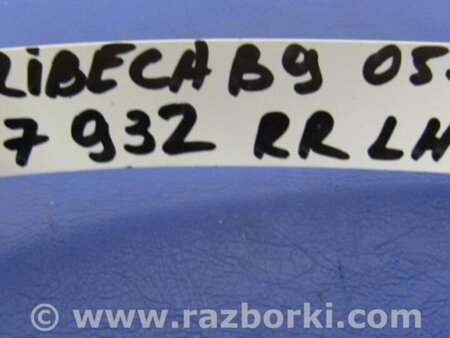 RIBECA B9 05
7 932 RR LH
© www.razborki.com